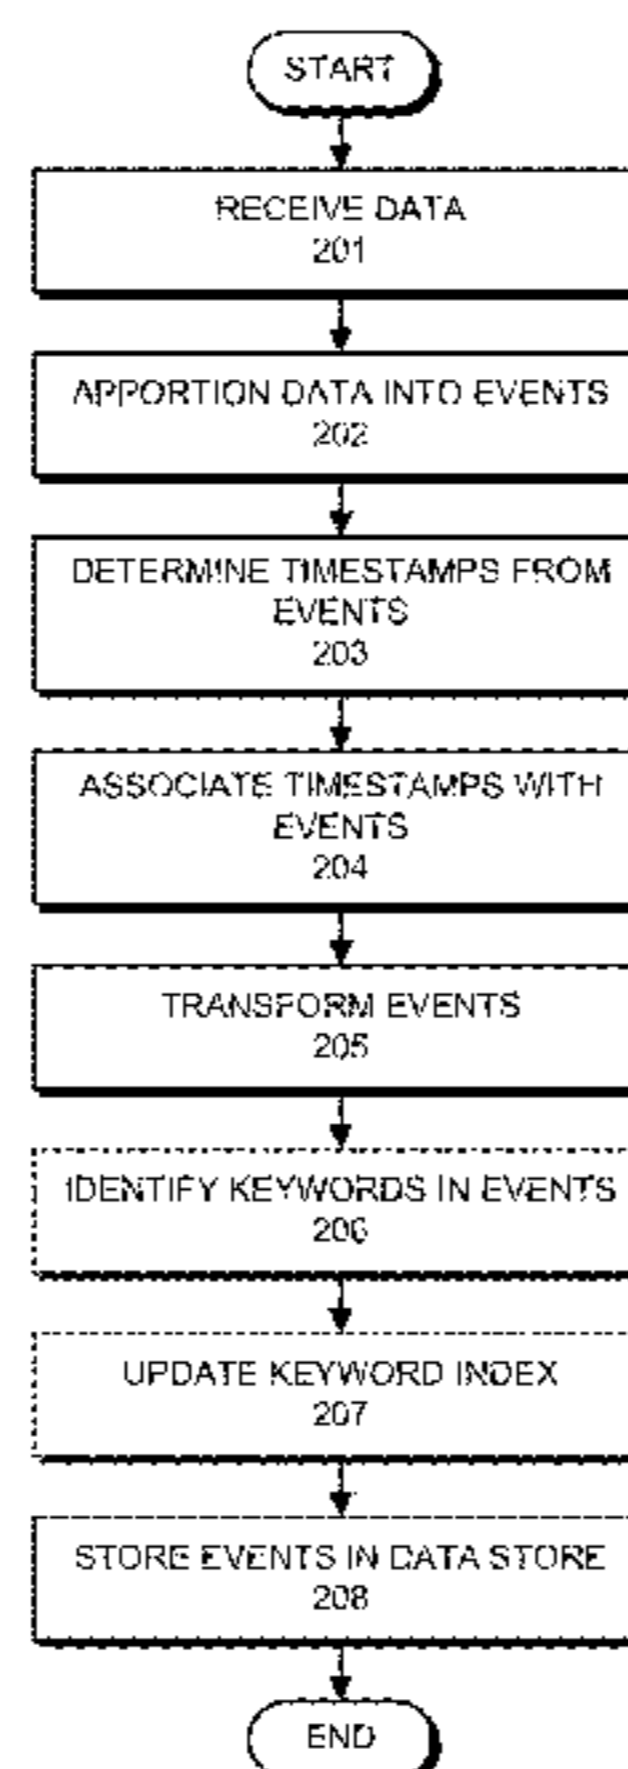 START
RECEIVE DATA
201
APPORTION DATA INTO EVENTS
202
DETERMINE TIMESTAMPS FROM
EVENTS
203
ASSOCIATE TIMESTAMPS WITH
EVENTS
204
TRANSFORM EVENTS
205
IDENTIFY KEYWORDS IN EVENTS
206
UPDATE KEYWORD INDEX
207
STORE EVENTS IN DATA STORE
208
END